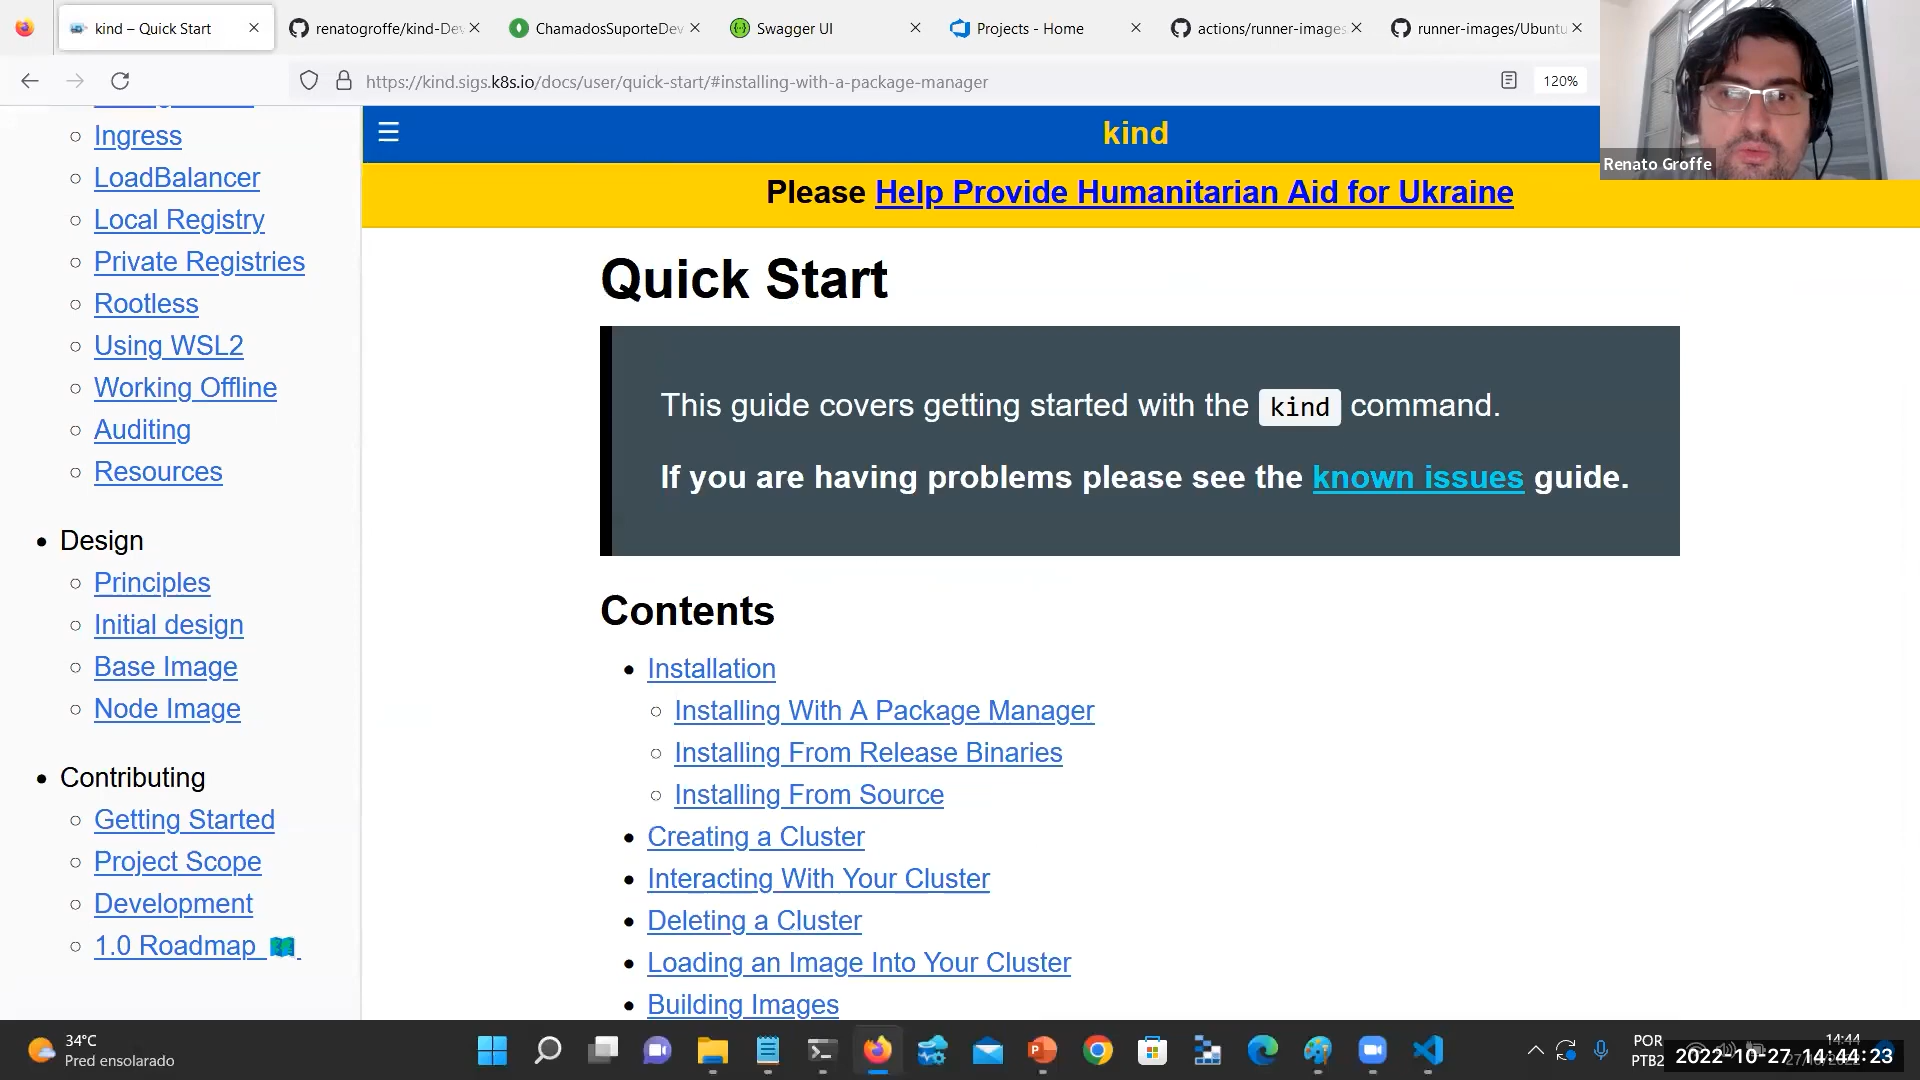 kind – Quick Start
renatogroffe/kind-Dev
ChamadosSuporteDev
Swagger UI
Projects - Home
actions/runner-images
runner-images/Ubuntu
https://kind.sigs.k8s.io/docs/user/quick-start/#installing-with-a-package-manager
120%
Renato Groffe
Ingress
LoadBalancer
Local Registry
Private Registries
Rootless
Using WSL2
Working Offline
Auditing
Resources
Design
Principles
Initial design
Base Image
Node Image
Contributing
Getting Started
Project Scope
Development
1.0 Roadmap
kind
Please Help Provide Humanitarian Aid for Ukraine
Quick Start
This guide covers getting started with the kind command.
If you are having problems please see the known issues guide.
Contents
Installation
Installing With A Package Manager
Installing From Release Binaries
Installing From Source
Creating a Cluster
Interacting With Your Cluster
Deleting a Cluster
Loading an Image Into Your Cluster
Building Images
34°C
Pred ensolarado
POR
PTB2
14:44
2022-10-27 14:44:23